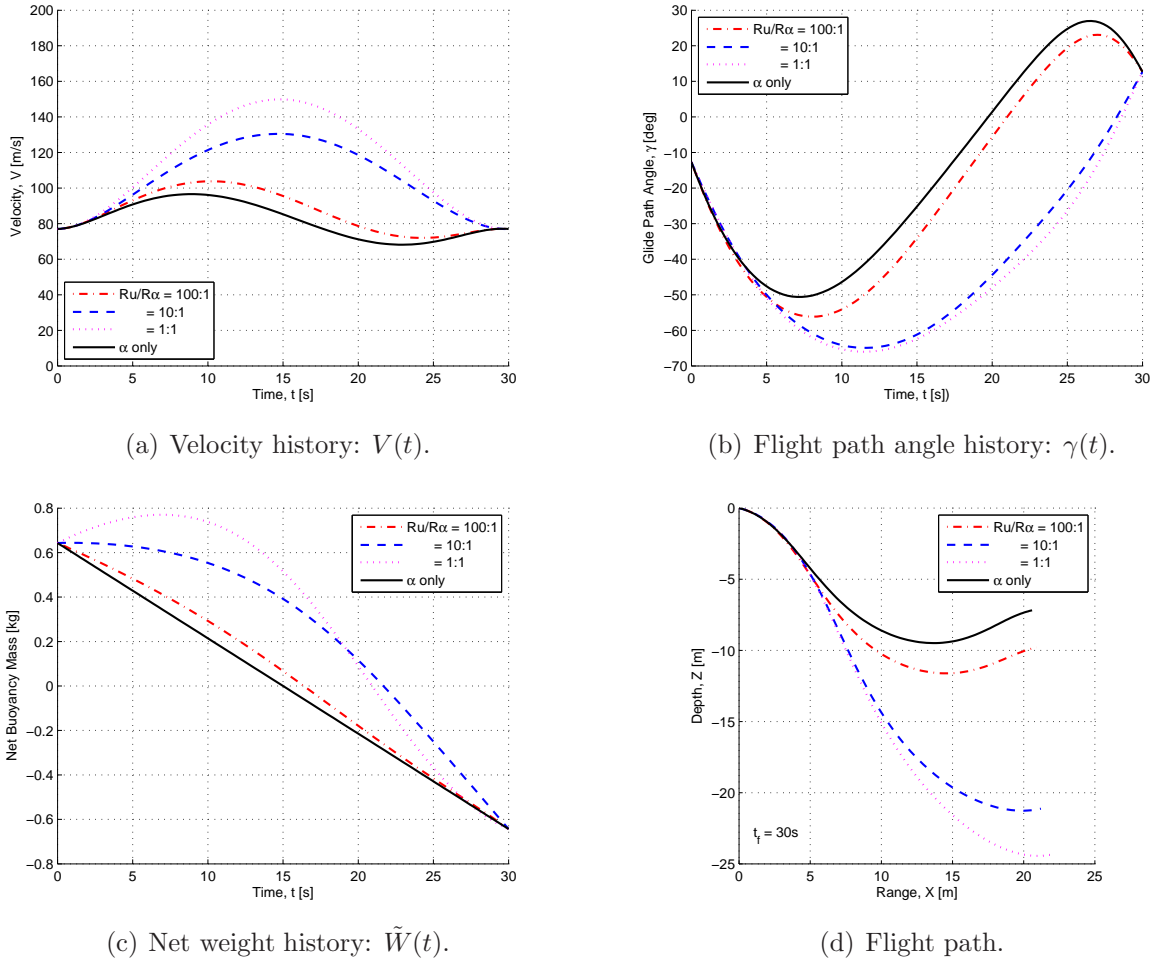 200
180
160
140
120
100
80
60
40
20
0
Velocity, V [m/s]
Ru/Rα = 100:1
= 10:1
= 1:1
α only
0 5 10 15 20 25 30
Time, t [s]
(a) Velocity history: V(t).
30
20
10
0
−10
−20
−30
−40
−50
−60
−70
Glide Path Angle, γ [deg]
Ru/Rα = 100:1
= 10:1
= 1:1
α only
0 5 10 15 20 25 30
Time, t [s])
(b) Flight path angle history: γ(t).
0.8
0.6
0.4
0.2
0
−0.2
−0.4
−0.6
−0.8
Net Buoyancy Mass [kg]
Ru/Rα = 100:1
= 10:1
= 1:1
α only
0 5 10 15 20 25 30
Time, t [s]
(c) Net weight history: W̃(t).
0
−5
−10
−15
−20
−25
Depth, Z [m]
Ru/Rα = 100:1
= 10:1
= 1:1
α only
t_f = 30s
0 5 10 15 20 25
Range, X [m]
(d) Flight path.